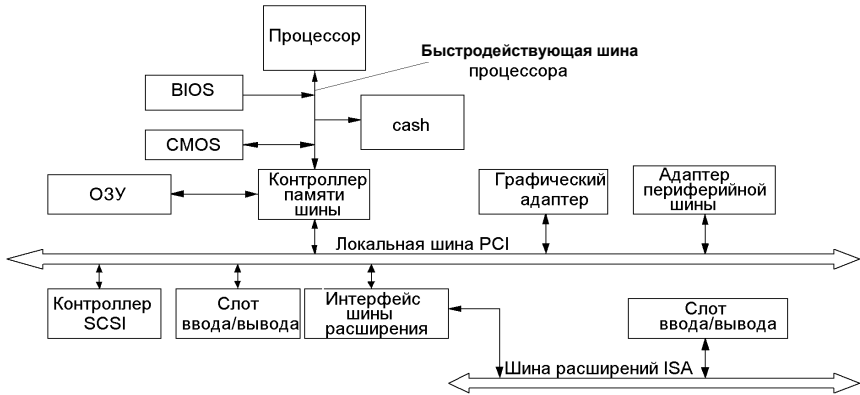 Процессор
Быстродействующая шина
процессора
BIOS
cash
CMOS
ОЗУ
Контроллер
памяти
шины
Графический
адаптер
Адаптер
периферийной
шины
Локальная шина PCI
Контроллер
SCSI
Слот
ввода/вывода
Интерфейс
шины
расширения
Слот
ввода/вывода
Шина расширений ISA